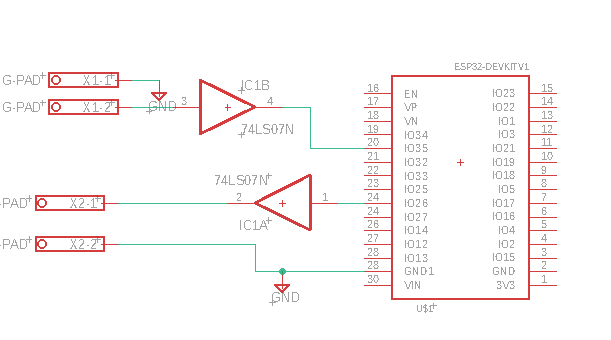 ESP32-DEVKITV1
G-PAD X1-1
G-PAD X1-2
GND
3 IC1B 4
74LS07N
16 EN IO23 15
17 VP IO22 14
18 VN IO1 13
19 IO34 IO3 12
20 IO35 IO21 11
21 IO32 IO19 10
22 IO33 IO18 9
23 IO25 IO5 8
24 IO26 IO17 7
24 IO27 IO16 6
26 IO14 IO4 5
27 IO12 IO2 4
28 IO13 IO15 3
28 GND1 GND 2
30 VIN 3V3 1
U$1
74LS07N
-PAD X2-1 2 1
IC1A
-PAD X2-2
GND